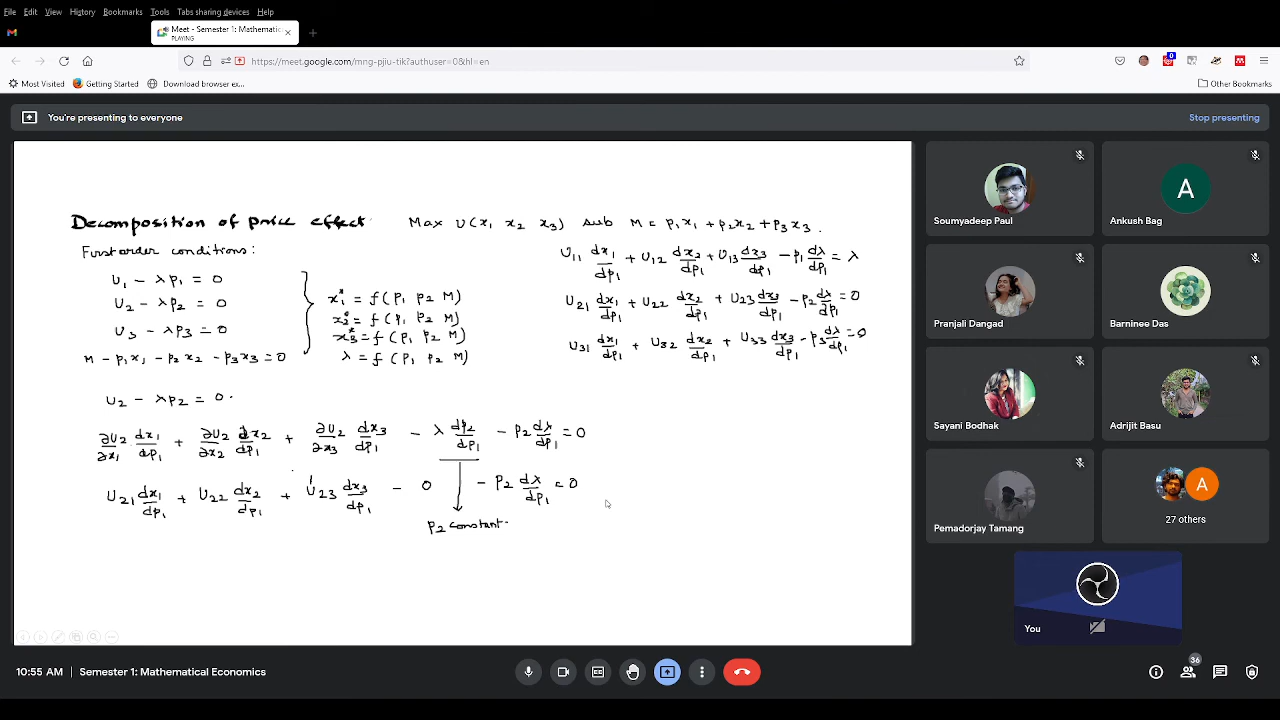 File Edit View History Bookmarks Tools Tabs sharing devices Help
Meet - Semester 1: Mathematic
PLAYING
https://meet.google.com/mng-pjiu-tik?authuser=0&hl=en
Most Visited Getting Started Download browser ex...
Other Bookmarks
You're presenting to everyone
Stop presenting
Decomposition of price effect Max U(x₁ x₂ x₃) sub M = p₁x₁ + p₂x₂ + p₃x₃.
First order conditions:
U₁ - λp₁ = 0
U₂ - λp₂ = 0
U₃ - λp₃ = 0
M - p₁x₁ - p₂x₂ - p₃x₃ = 0
x₁* = f(p₁ p₂ M)
x₂* = f(p₁ p₂ M)
x₃* = f(p₁ p₂ M)
λ = f(p₁ p₂ M)
U₁₁ dx₁/dp₁ + U₁₂ dx₂/dp₁ + U₁₃ dx₃/dp₁ - p₁ dλ/dp₁ = λ
U₂₁ dx₁/dp₁ + U₂₂ dx₂/dp₁ + U₂₃ dx₃/dp₁ - p₂ dλ/dp₁ = 0
U₃₁ dx₁/dp₁ + U₃₂ dx₂/dp₁ + U₃₃ dx₃/dp₁ - p₃ dλ/dp₁ = 0
U₂ - λp₂ = 0.
∂U₂/∂x₁ dx₁/dp₁ + ∂U₂/∂x₂ dx₂/dp₁ + ∂U₂/∂x₃ dx₃/dp₁ - λ dp₂/dp₁ - p₂ dλ/dp₁ = 0
U₂₁ dx₁/dp₁ + U₂₂ dx₂/dp₁ + U₂₃ dx₃/dp₁ - 0 - p₂ dλ/dp₁ = 0
p₂ constant
Soumyadeep Paul
A
Ankush Bag
Pranjali Dangad
Barninee Das
Sayani Bodhak
Adrijit Basu
Pemadorjay Tamang
A
27 others
You
10:55 AM | Semester 1: Mathematical Economics
36